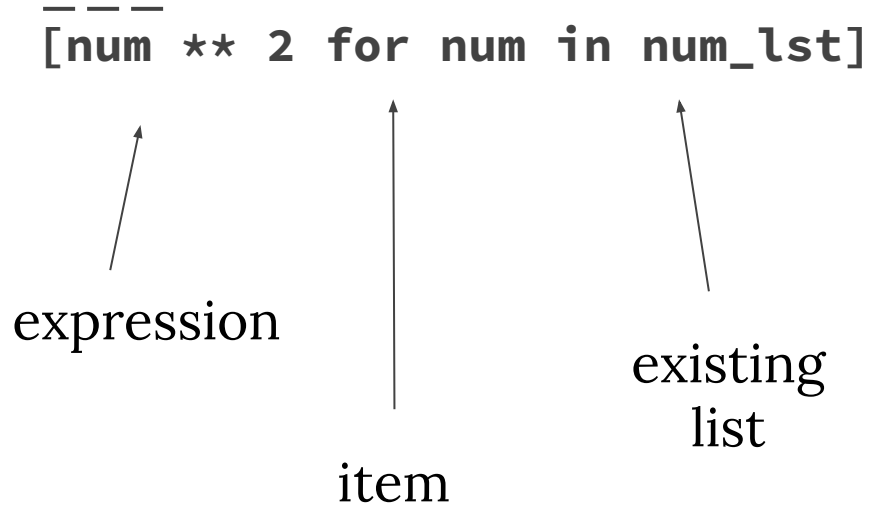 [num ** 2 for num in num_lst]
expression
existing
list
item